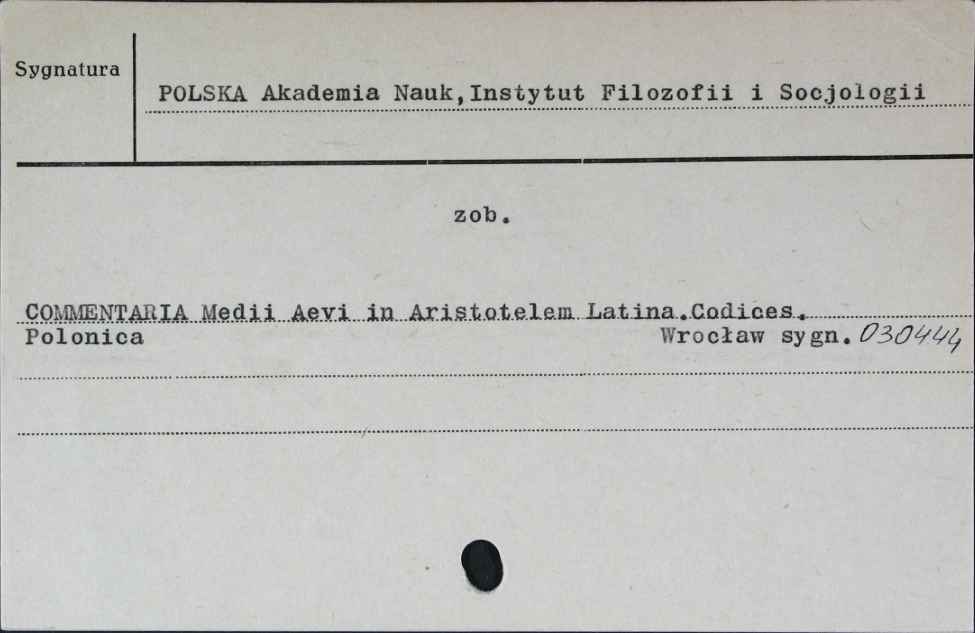 Sygnatura
POLSKA Akademia Nauk, Instytut Filozofii i Socjologii
zob.
COMMENTARIA Medii Aevi in Aristotelem Latina.Codices.
Polonica Wrocław sygn. 030444